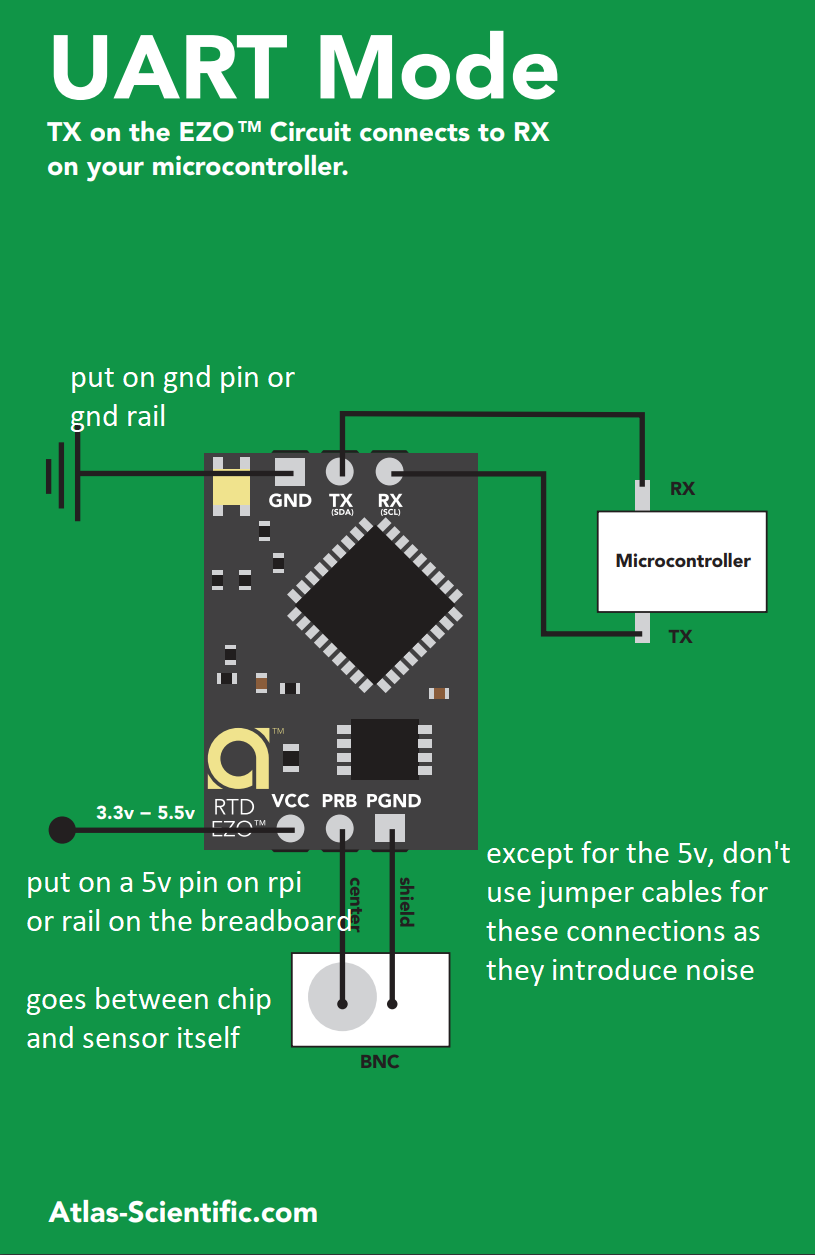 UART Mode
TX on the EZO™ Circuit connects to RX
on your microcontroller.
put on gnd pin or
gnd rail
GND TX RX
(SDA) (SCL)
RX
Microcontroller
TX
TM
VCC PRB PGND
RTD
EZO™
3.3v – 5.5v
put on a 5v pin on rpi
or rail on the breadboard
center
shield
except for the 5v, don't
use jumper cables for
these connections as
they introduce noise
goes between chip
and sensor itself
BNC
Atlas-Scientific.com